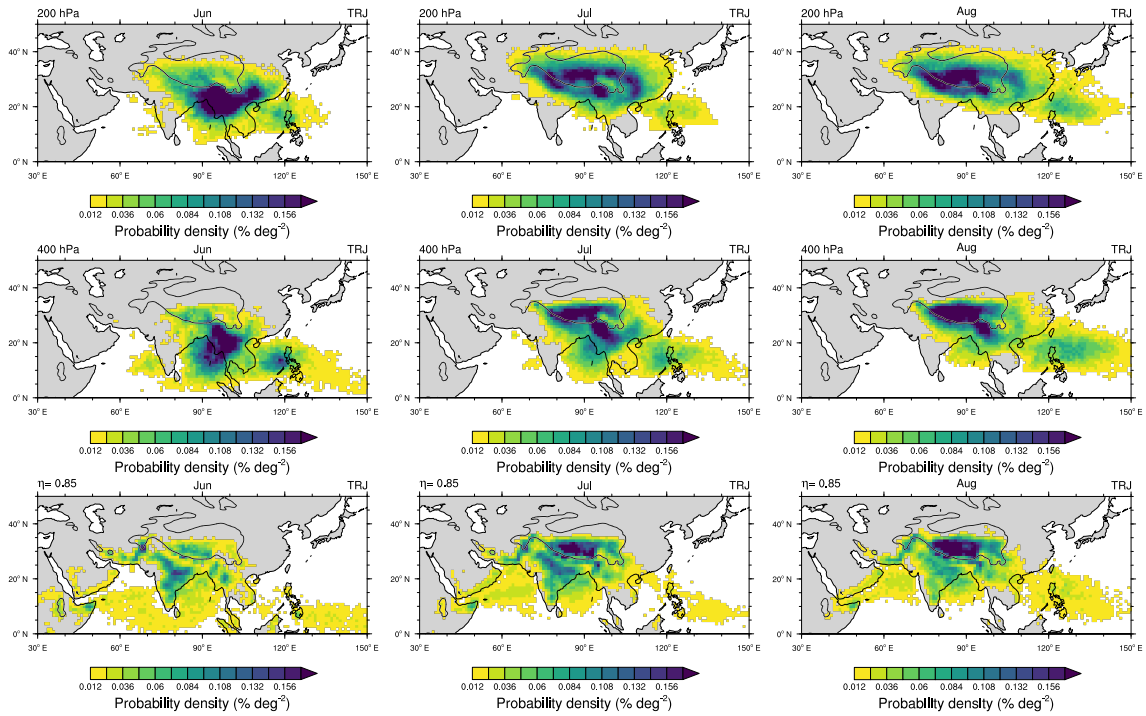 200 hPa Jun TRJ
200 hPa Jul TRJ
200 hPa Aug TRJ
40° N
20° N
0° N
30° E 60° E 90° E 120° E 150° E
40° N
20° N
0° N
30° E 60° E 90° E 120° E 150° E
40° N
20° N
0° N
30° E 60° E 90° E 120° E 150° E
0.012 0.036 0.06 0.084 0.108 0.132 0.156
Probability density (% deg⁻²)
0.012 0.036 0.06 0.084 0.108 0.132 0.156
Probability density (% deg⁻²)
0.012 0.036 0.06 0.084 0.108 0.132 0.156
Probability density (% deg⁻²)
400 hPa Jun TRJ
400 hPa Jul TRJ
400 hPa Aug TRJ
40° N
20° N
0° N
30° E 60° E 90° E 120° E 150° E
40° N
20° N
0° N
30° E 60° E 90° E 120° E 150° E
40° N
20° N
0° N
30° E 60° E 90° E 120° E 150° E
0.012 0.036 0.06 0.084 0.108 0.132 0.156
Probability density (% deg⁻²)
0.012 0.036 0.06 0.084 0.108 0.132 0.156
Probability density (% deg⁻²)
0.012 0.036 0.06 0.084 0.108 0.132 0.156
Probability density (% deg⁻²)
η= 0.85 Jun TRJ
η= 0.85 Jul TRJ
η= 0.85 Aug TRJ
40° N
20° N
0° N
30° E 60° E 90° E 120° E 150° E
40° N
20° N
0° N
30° E 60° E 90° E 120° E 150° E
40° N
20° N
0° N
30° E 60° E 90° E 120° E 150° E
0.012 0.036 0.06 0.084 0.108 0.132 0.156
Probability density (% deg⁻²)
0.012 0.036 0.06 0.084 0.108 0.132 0.156
Probability density (% deg⁻²)
0.012 0.036 0.06 0.084 0.108 0.132 0.156
Probability density (% deg⁻²)